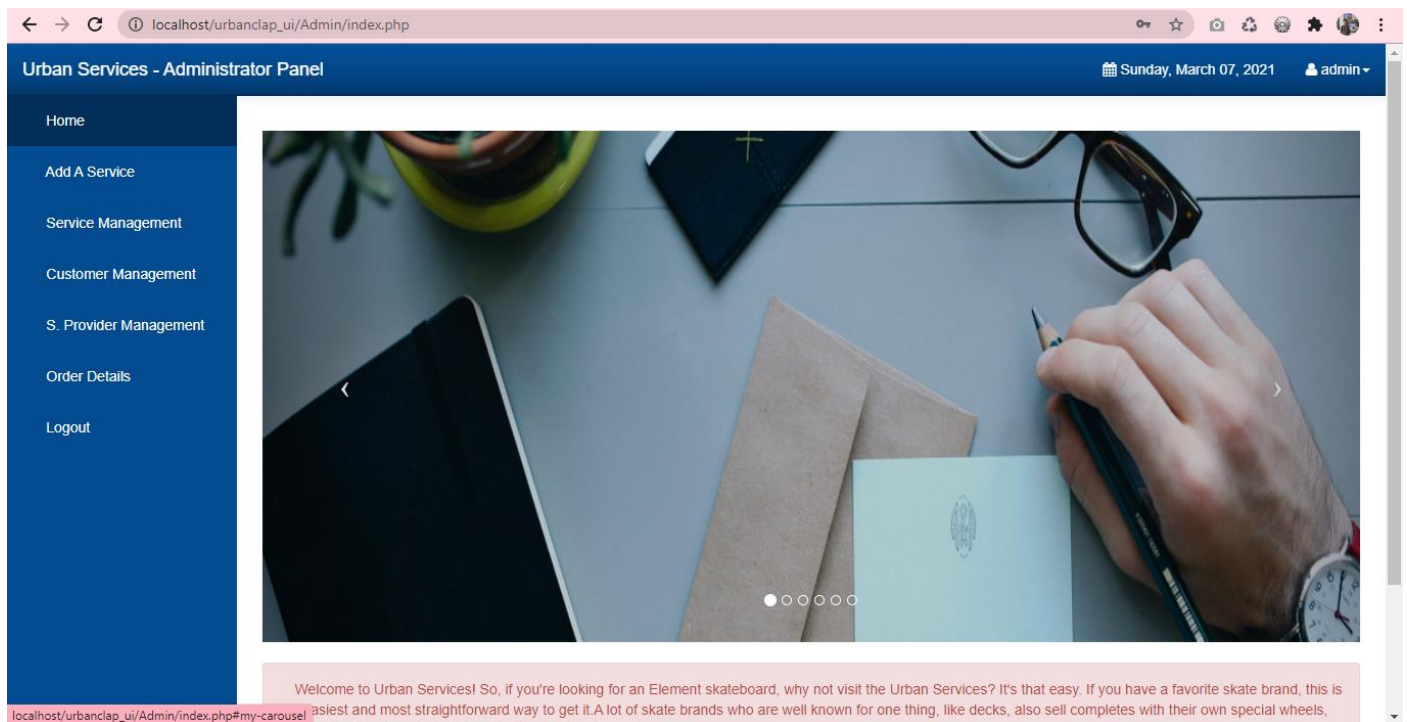 localhost/urbanclap_ui/Admin/index.php
Urban Services - Administrator Panel
Sunday, March 07, 2021
admin
Home
Add A Service
Service Management
Customer Management
S. Provider Management
Order Details
Logout
Welcome to Urban Services! So, if you're looking for an Element skateboard, why not visit the Urban Services? It's that easy. If you have a favorite skate brand, this is
easiest and most straightforward way to get it.A lot of skate brands who are well known for one thing, like decks, also sell completes with their own special wheels,
localhost/urbanclap_ui/Admin/index.php#my-carousel